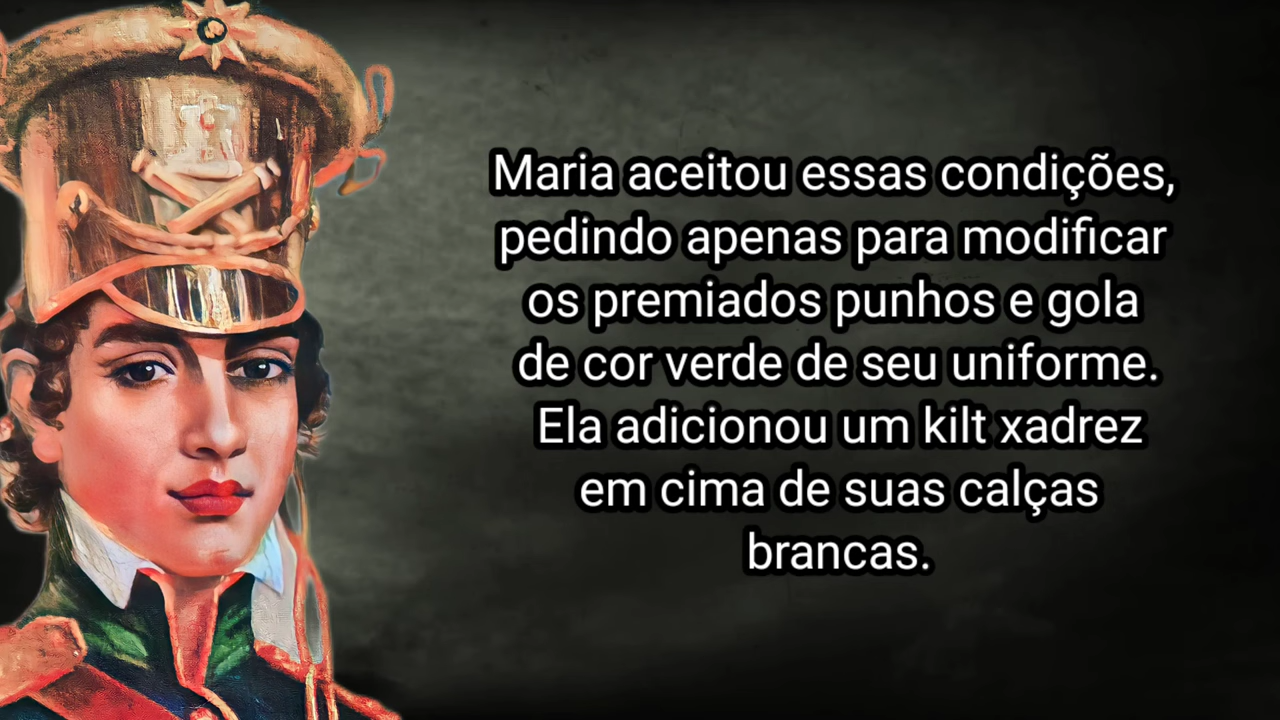 Maria aceitou essas condições,
pedindo apenas para modificar
os premiados punhos e gola
de cor verde de seu uniforme.
Ela adicionou um kilt xadrez
em cima de suas calças
brancas.